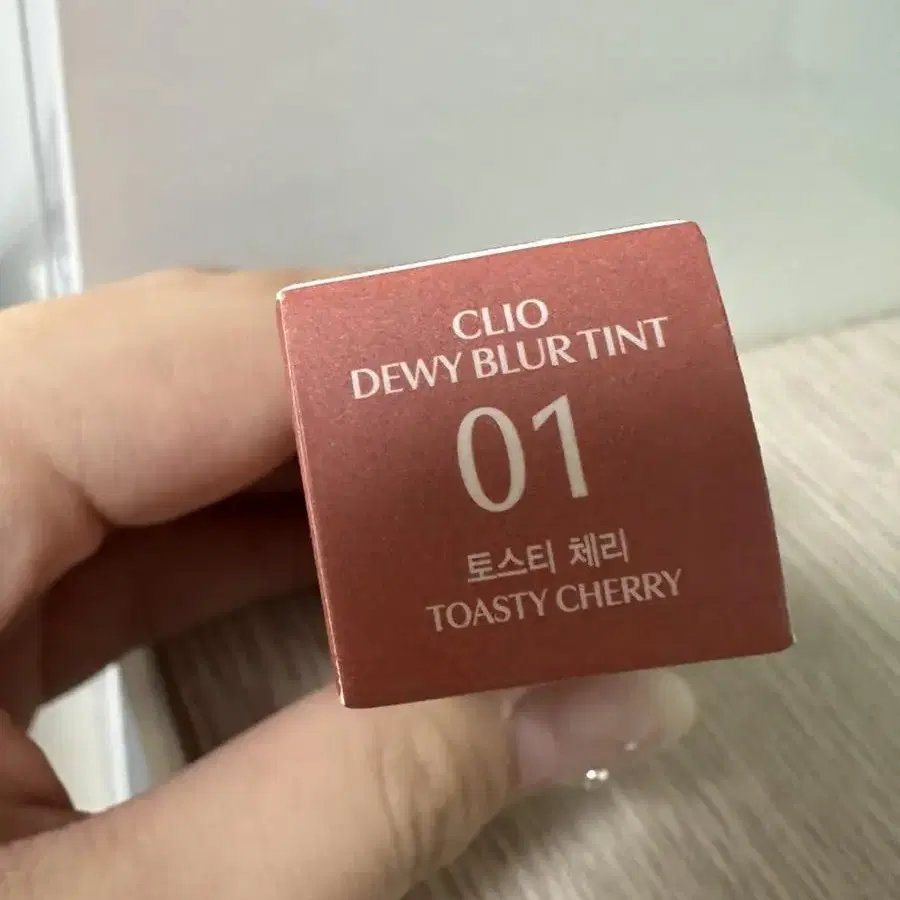 CLIO
DEWY BLUR TINT
01
토스티 체리
TOASTY CHERRY